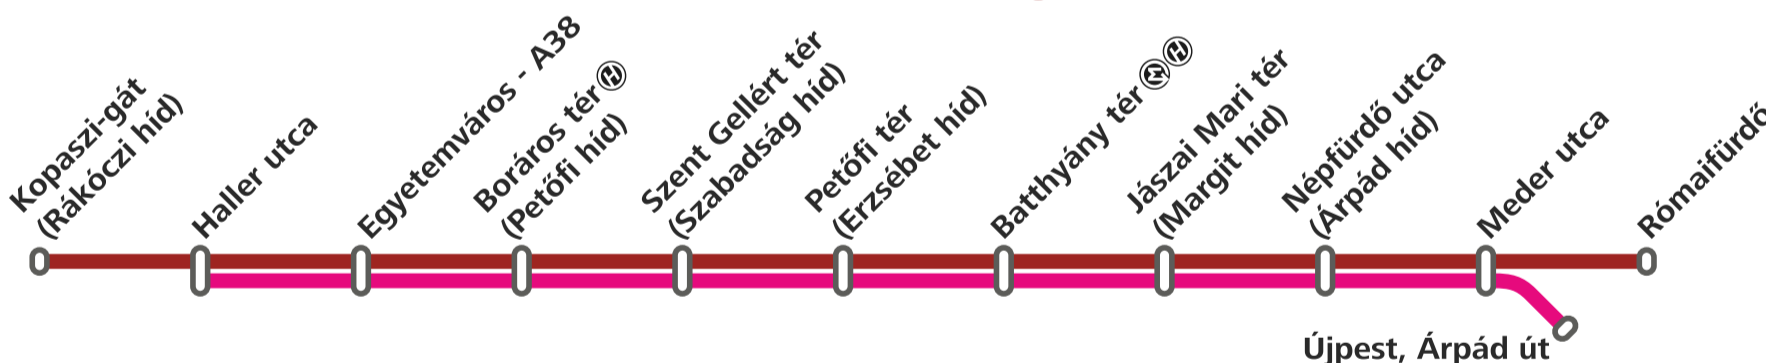 Kopaszi-gát
(Rákóczi híd)
Haller utca
Egyetemváros - A38
Boráros tér H
(Petőfi híd)
Szent Gellért tér
(Szabadság híd)
Petőfi tér
(Erzsébet híd)
Batthyány tér M H
Jászai Mari tér
(Margit híd)
Népfürdő utca
(Árpád híd)
Meder utca
Rómaifürdő
Újpest, Árpád út